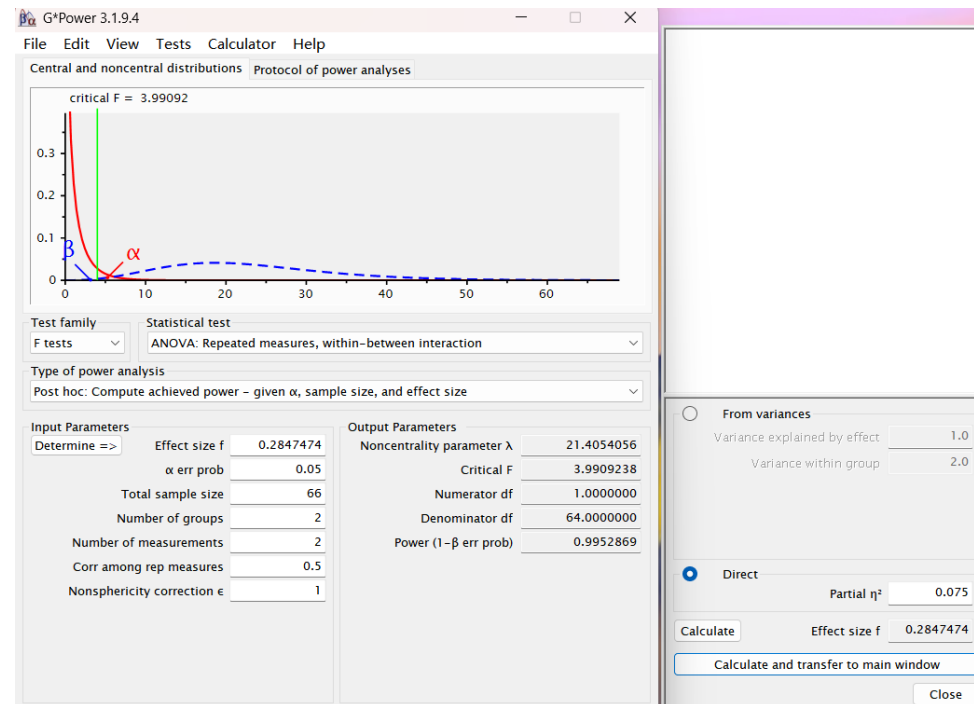 G*Power 3.1.9.4
File Edit View Tests Calculator Help
Central and noncentral distributions Protocol of power analyses
critical F = 3.99092
0.3
0.2
0.1
0
β
α
0 10 20 30 40 50 60
Test family Statistical test
F tests ANOVA: Repeated measures, within-between interaction
Type of power analysis
Post hoc: Compute achieved power – given α, sample size, and effect size
Input Parameters
Determine => Effect size f 0.2847474
α err prob 0.05
Total sample size 66
Number of groups 2
Number of measurements 2
Corr among rep measures 0.5
Nonsphericity correction ϵ 1
Output Parameters
Noncentrality parameter λ 21.4054056
Critical F 3.9909238
Numerator df 1.0000000
Denominator df 64.0000000
Power (1-β err prob) 0.9952869
From variances
Variance explained by effect 1.0
Variance within group 2.0
Direct
Partial η² 0.075
Calculate Effect size f 0.2847474
Calculate and transfer to main window
Close